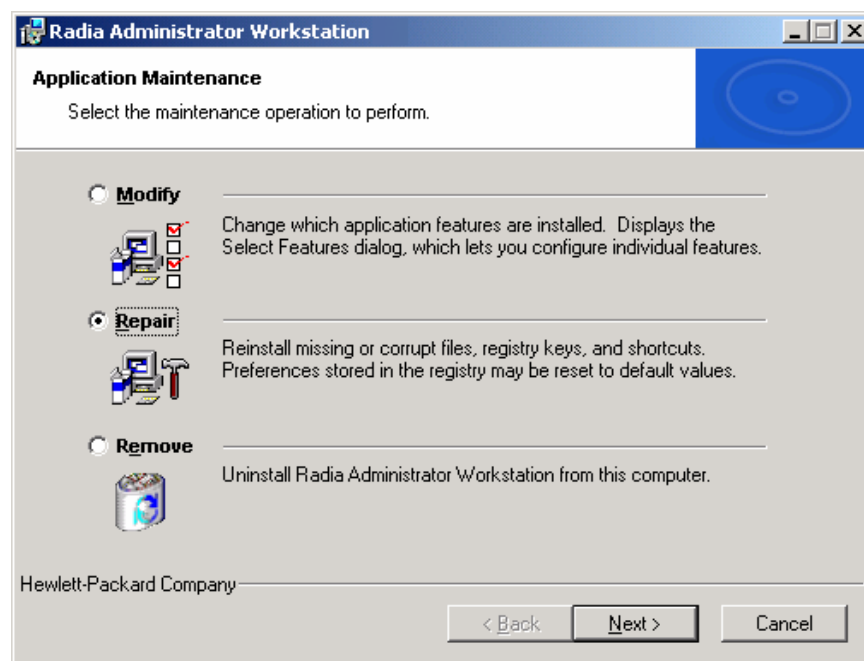 Radia Administrator Workstation
Application Maintenance
Select the maintenance operation to perform.
Modify
Change which application features are installed.  Displays the
Select Features dialog, which lets you configure individual features.
Repair
Reinstall missing or corrupt files, registry keys, and shortcuts.
Preferences stored in the registry may be reset to default values.
Remove
Uninstall Radia Administrator Workstation from this computer.
Hewlett-Packard Company
< Back
Next >
Cancel